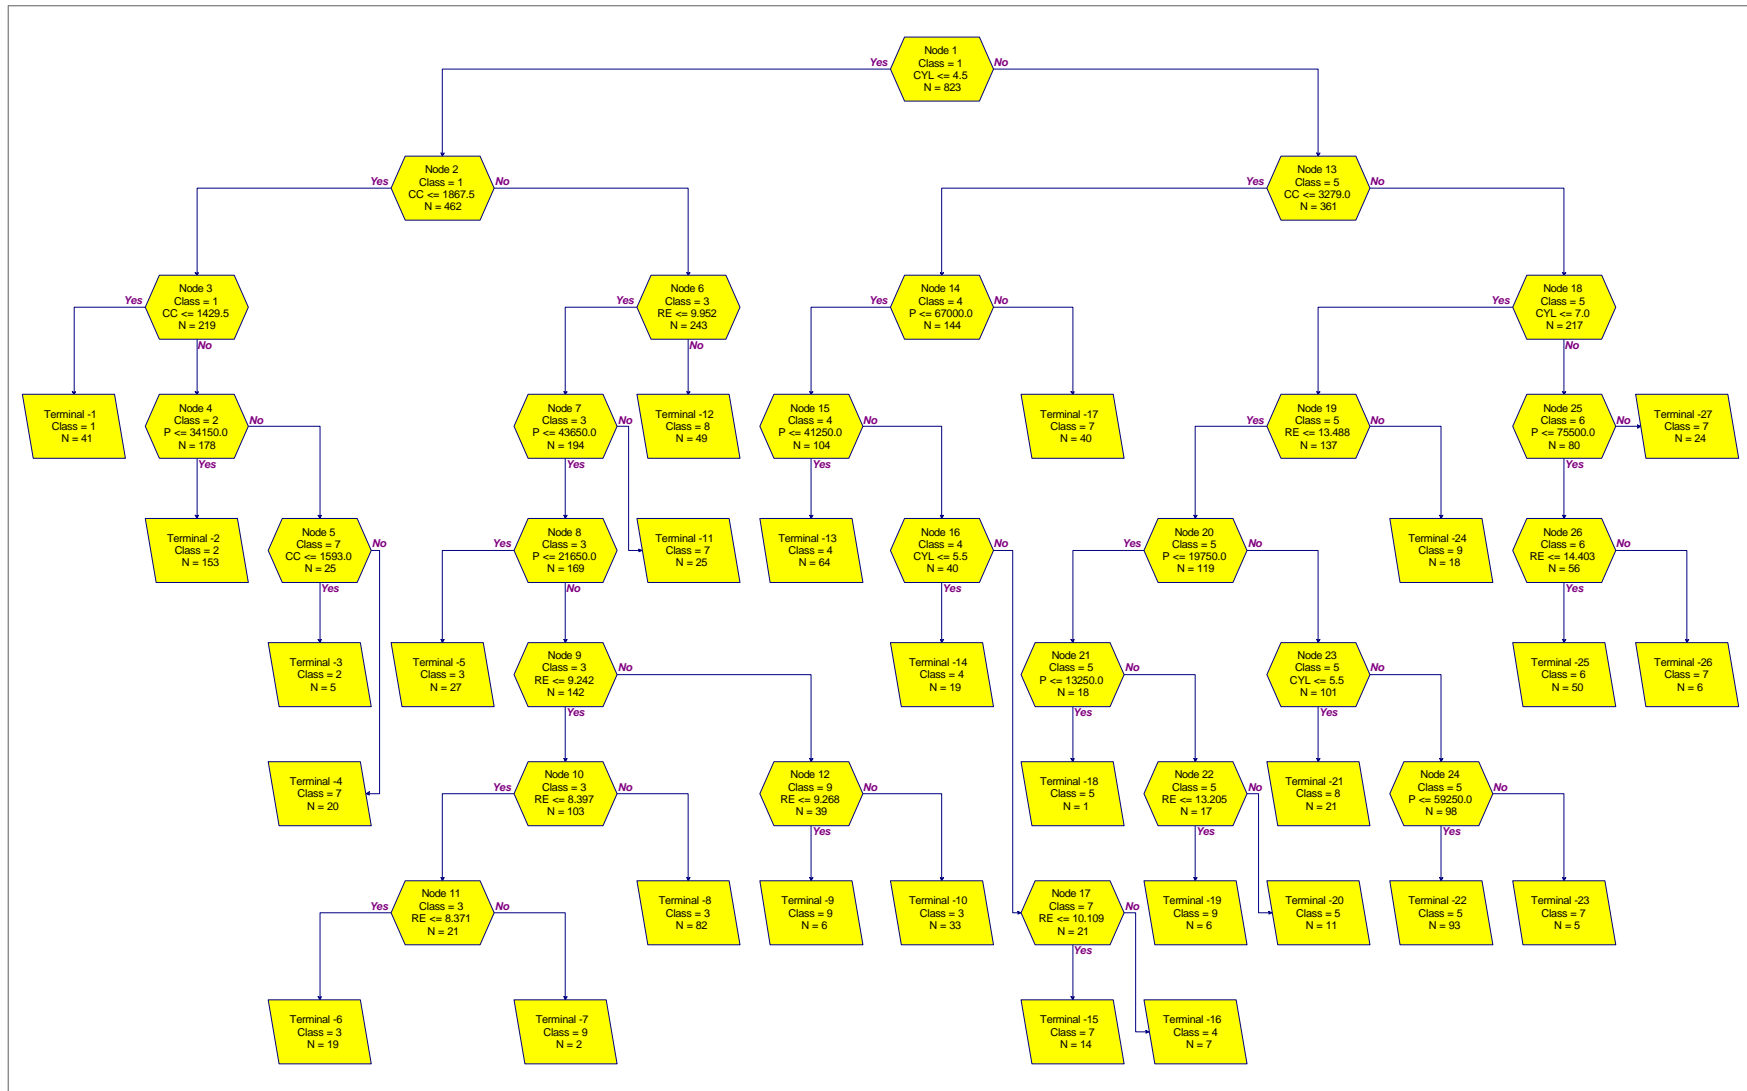 Node 1
Class = 1
CYL <= 4.5
N = 823
Yes
No
Node 2
Class = 1
CC <= 1867.5
N = 462
Yes
No
Node 13
Class = 5
CC <= 3279.0
N = 361
Yes
No
Node 3
Class = 1
CC <= 1429.5
N = 219
Yes
No
Node 6
Class = 3
RE <= 9.952
N = 243
Yes
No
Node 14
Class = 4
P <= 67000.0
N = 144
Yes
No
Node 18
Class = 5
CYL <= 7.0
N = 217
Yes
No
Terminal -1
Class = 1
N = 41
Node 4
Class = 2
P <= 34150.0
N = 178
No
Yes
Node 7
Class = 3
P <= 43650.0
N = 194
No
Yes
Terminal -12
Class = 8
N = 49
Node 15
Class = 4
P <= 41250.0
N = 104
No
Yes
Terminal -17
Class = 7
N = 40
Node 19
Class = 5
RE <= 13.488
N = 137
Yes
No
Node 25
Class = 6
P <= 75500.0
N = 80
No
Yes
Terminal -27
Class = 7
N = 24
Terminal -2
Class = 2
N = 153
Node 5
Class = 7
CC <= 1593.0
N = 25
No
Yes
Node 8
Class = 3
P <= 21650.0
N = 169
Yes
No
Terminal -11
Class = 7
N = 25
Terminal -13
Class = 4
N = 64
Node 16
Class = 4
CYL <= 5.5
N = 40
No
Yes
Node 20
Class = 5
P <= 19750.0
N = 119
Yes
No
Terminal -24
Class = 9
N = 18
Node 26
Class = 6
RE <= 14.403
N = 56
No
Yes
Terminal -3
Class = 2
N = 5
Terminal -5
Class = 3
N = 27
Node 9
Class = 3
RE <= 9.242
N = 142
No
Yes
Terminal -14
Class = 4
N = 19
Node 21
Class = 5
P <= 13250.0
N = 18
No
Yes
Node 23
Class = 5
CYL <= 5.5
N = 101
No
Yes
Terminal -25
Class = 6
N = 50
Terminal -26
Class = 7
N = 6
Terminal -4
Class = 7
N = 20
Node 10
Class = 3
RE <= 8.397
N = 103
Yes
No
Node 12
Class = 9
RE <= 9.268
N = 39
No
Yes
Terminal -18
Class = 5
N = 1
Node 22
Class = 5
RE <= 13.205
N = 17
No
Yes
Terminal -21
Class = 8
N = 21
Node 24
Class = 5
P <= 59250.0
N = 98
No
Yes
Node 11
Class = 3
RE <= 8.371
N = 21
Yes
No
Terminal -8
Class = 3
N = 82
Terminal -9
Class = 9
N = 6
Terminal -10
Class = 3
N = 33
Node 17
Class = 7
RE <= 10.109
N = 21
No
Yes
Terminal -19
Class = 9
N = 6
Terminal -20
Class = 5
N = 11
Terminal -22
Class = 5
N = 93
Terminal -23
Class = 7
N = 5
Terminal -6
Class = 3
N = 19
Terminal -7
Class = 9
N = 2
Terminal -15
Class = 7
N = 14
Terminal -16
Class = 4
N = 7